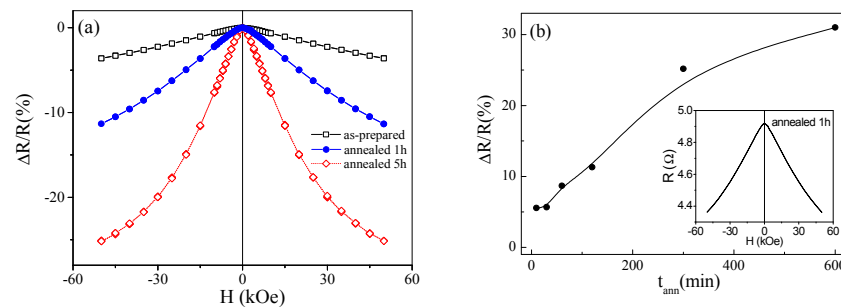 (a)
0
-10
-20
ΔR/R(%)
as-prepared
annealed 1h
annealed 5h
-60 -30 0 30 60
H (kOe)
(b)
30
20
10
0
ΔR/R(%)
annealed 1h
5.0
4.8
4.6
4.4
R (Ω)
-60 -30 0 30 60
H (kOe)
0 200 400 600
t_ann(min)